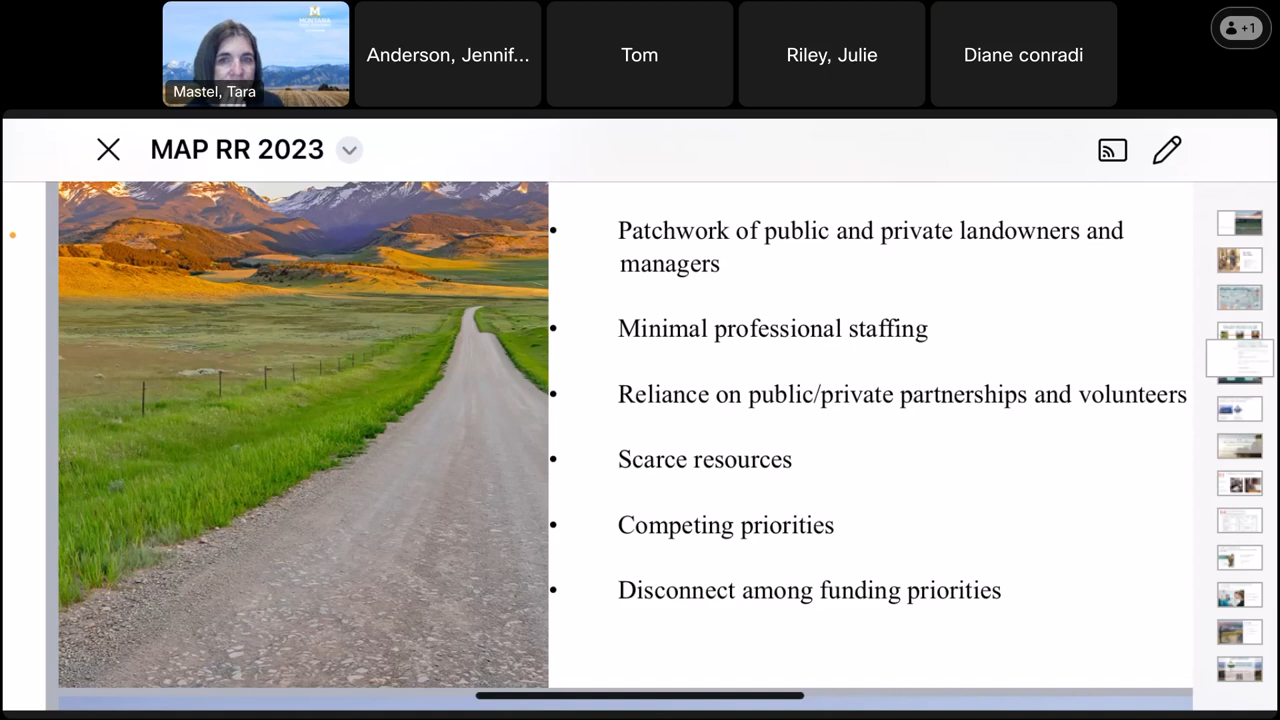 MONTANA
Mastel, Tara
Anderson, Jennif...
Tom
Riley, Julie
Diane conradi
+1
MAP RR 2023
• Patchwork of public and private landowners and
managers
• Minimal professional staffing
• Reliance on public/private partnerships and volunteers
• Scarce resources
• Competing priorities
• Disconnect among funding priorities